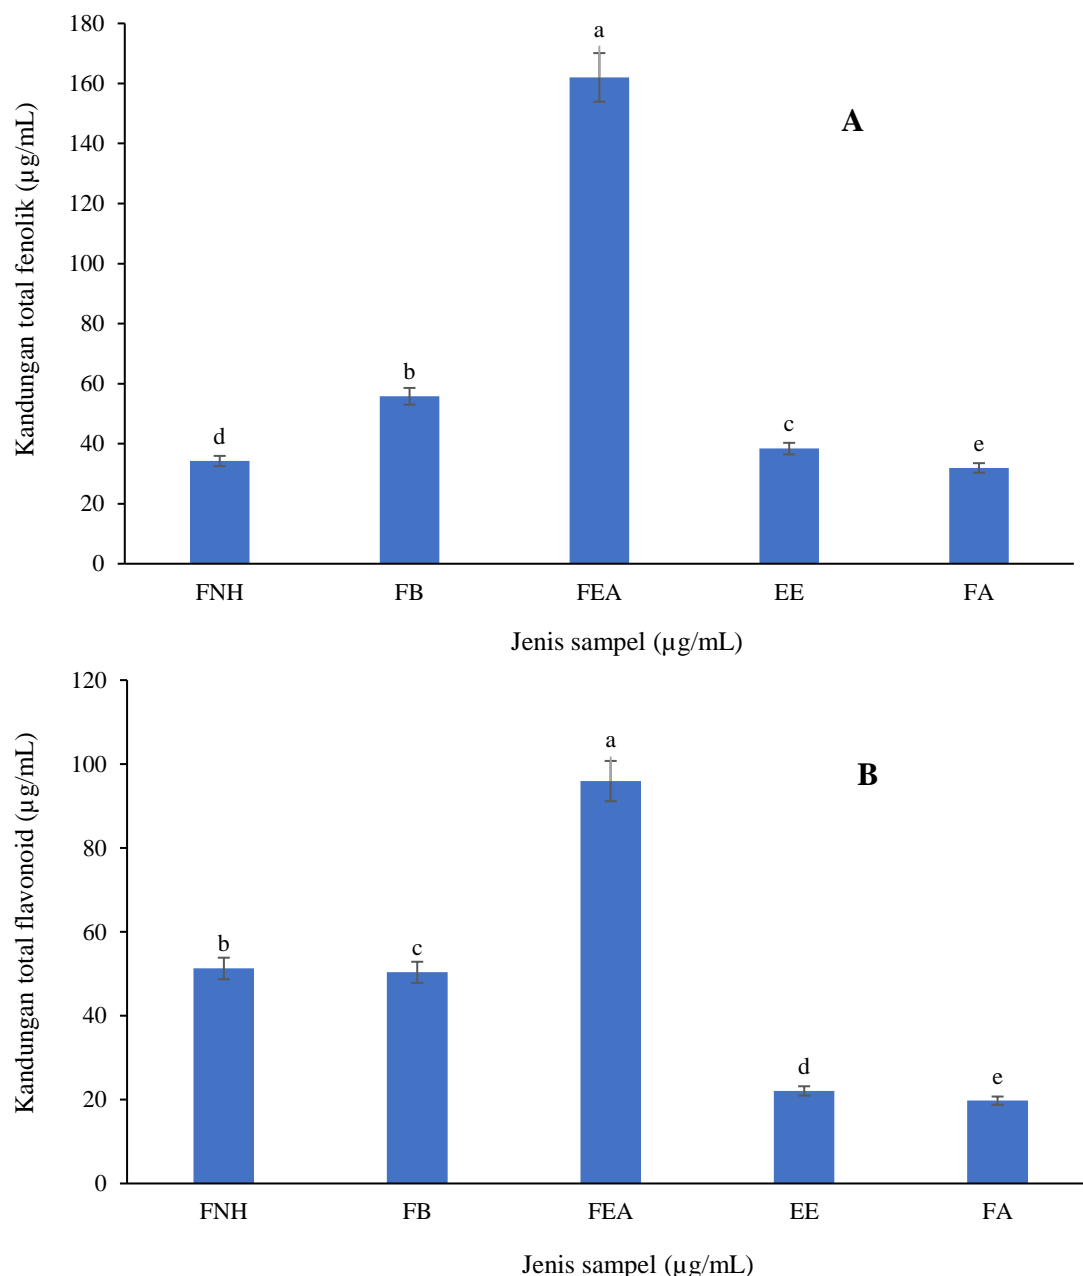 180
160
140
120
100
80
60
40
20
0
Kandungan total fenolik (µg/mL)
a
A
b
d
c
e
FNH FB FEA EE FA
Jenis sampel (µg/mL)
120
100
80
60
40
20
0
Kandungan total flavonoid (µg/mL)
a
B
b
c
d
e
FNH FB FEA EE FA
Jenis sampel (µg/mL)